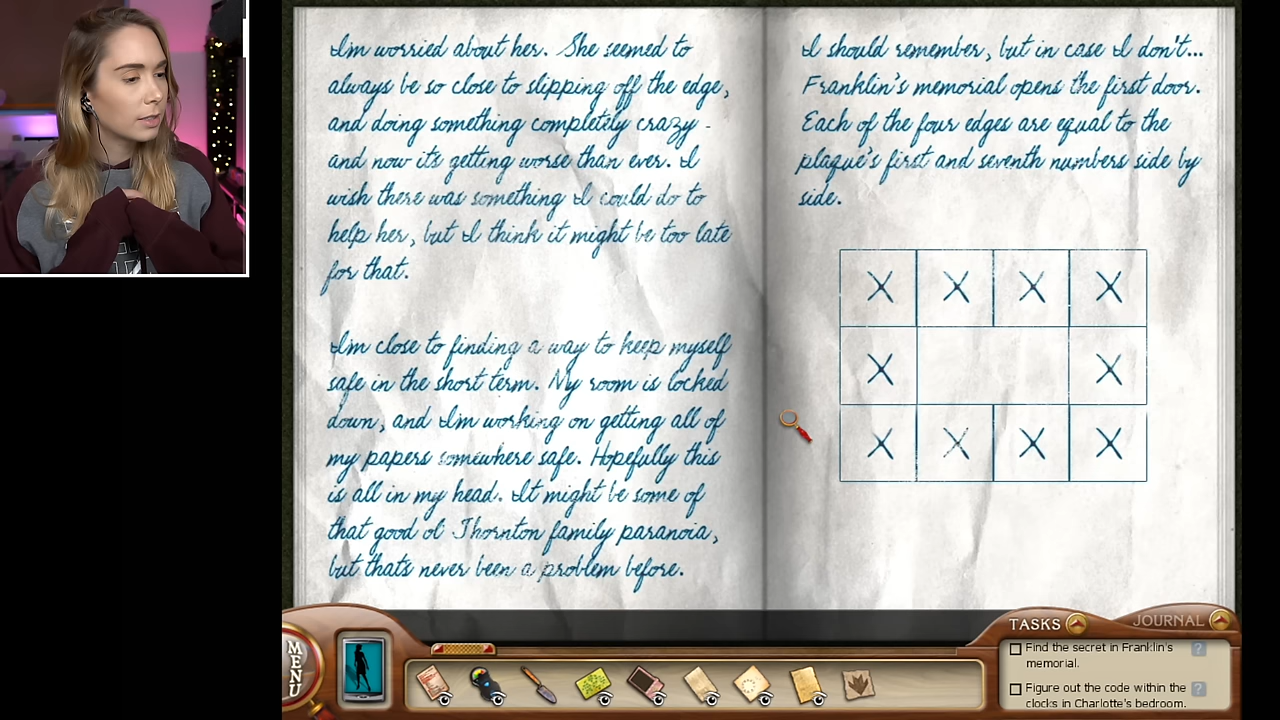 I'm worried about her. She seemed to
always be so close to slipping off the edge,
and doing something completely crazy -
and now it's getting worse than ever. I
wish there was something I could do to
help her, but I think it might be too late
for that.
I'm close to finding a way to keep myself
safe in the short term. My room is locked
down, and I'm working on getting all of
my papers somewhere safe. Hopefully this
is all in my head. It might be some of
that good ol' Thornton family paranoia,
but that's never been a problem before.
I should remember, but in case I don't...
Franklin's memorial opens the first door.
Each of the four edges are equal to the
plaque's first and seventh numbers side by
side.
X X X X
X X
X X X X
MENU
TASKS
JOURNAL
Find the secret in Franklin's ?
memorial.
Figure out the code within the ?
clocks in Charlotte's bedroom.